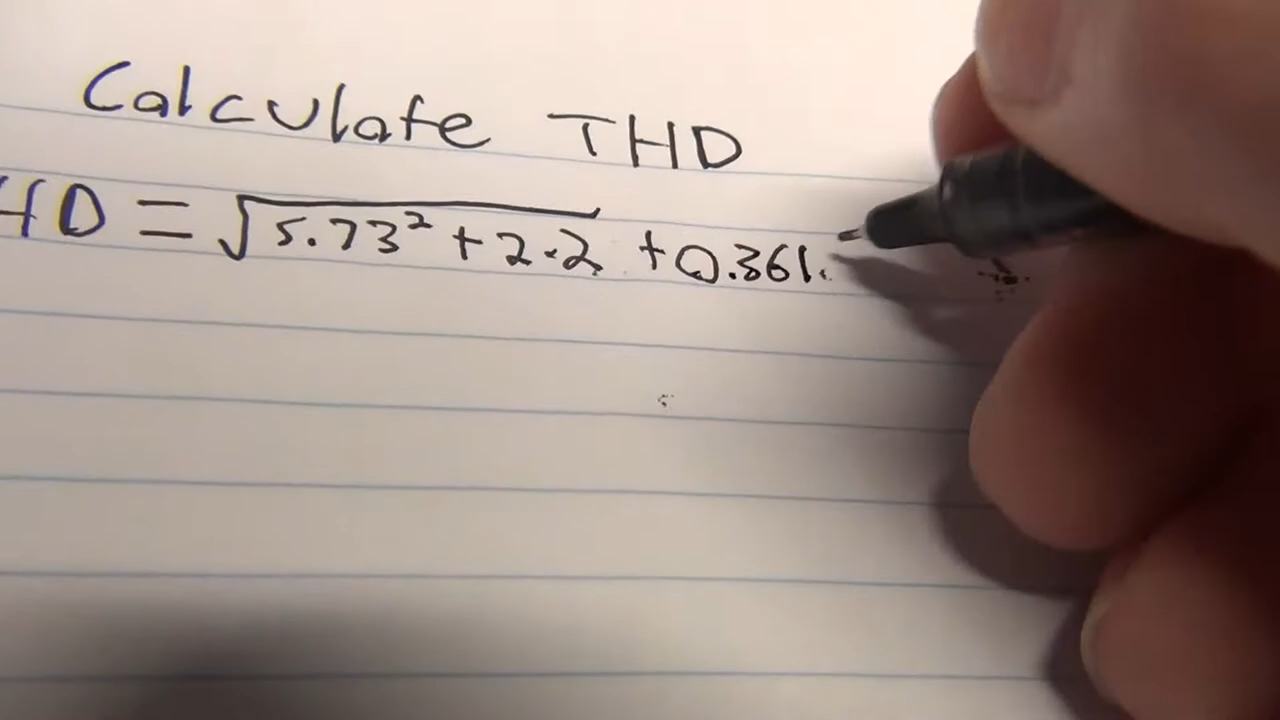 Calculate THD
HD = √5.73² + 2.2 + 0.361.